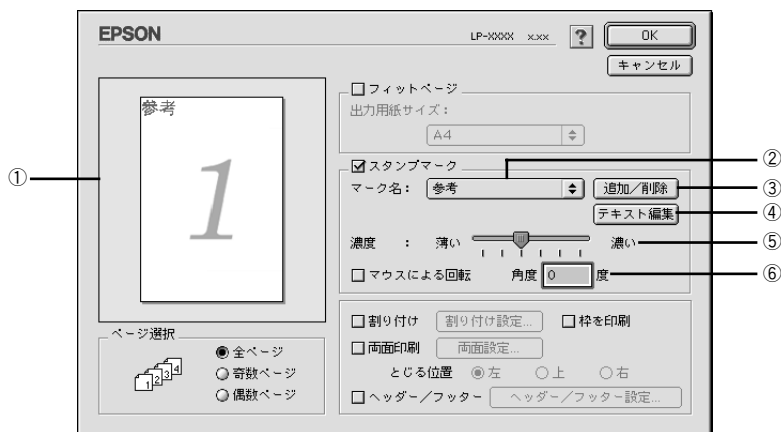 EPSON
LP-XXXX x.xx
?
OK
キャンセル
参考
1
フィットページ
出力用紙サイズ：
A4
スタンプマーク
マーク名： 参考
追加／削除
テキスト編集
濃度 ： 薄い 濃い
マウスによる回転 角度 0 度
割り付け 割り付け設定... 枠を印刷
両面印刷 両面設定...
とじる位置 左 上 右
ヘッダー／フッター ヘッダー／フッター設定...
ページ選択
1 2 3 4
全ページ
奇数ページ
偶数ページ
①
②
③
④
⑤
⑥